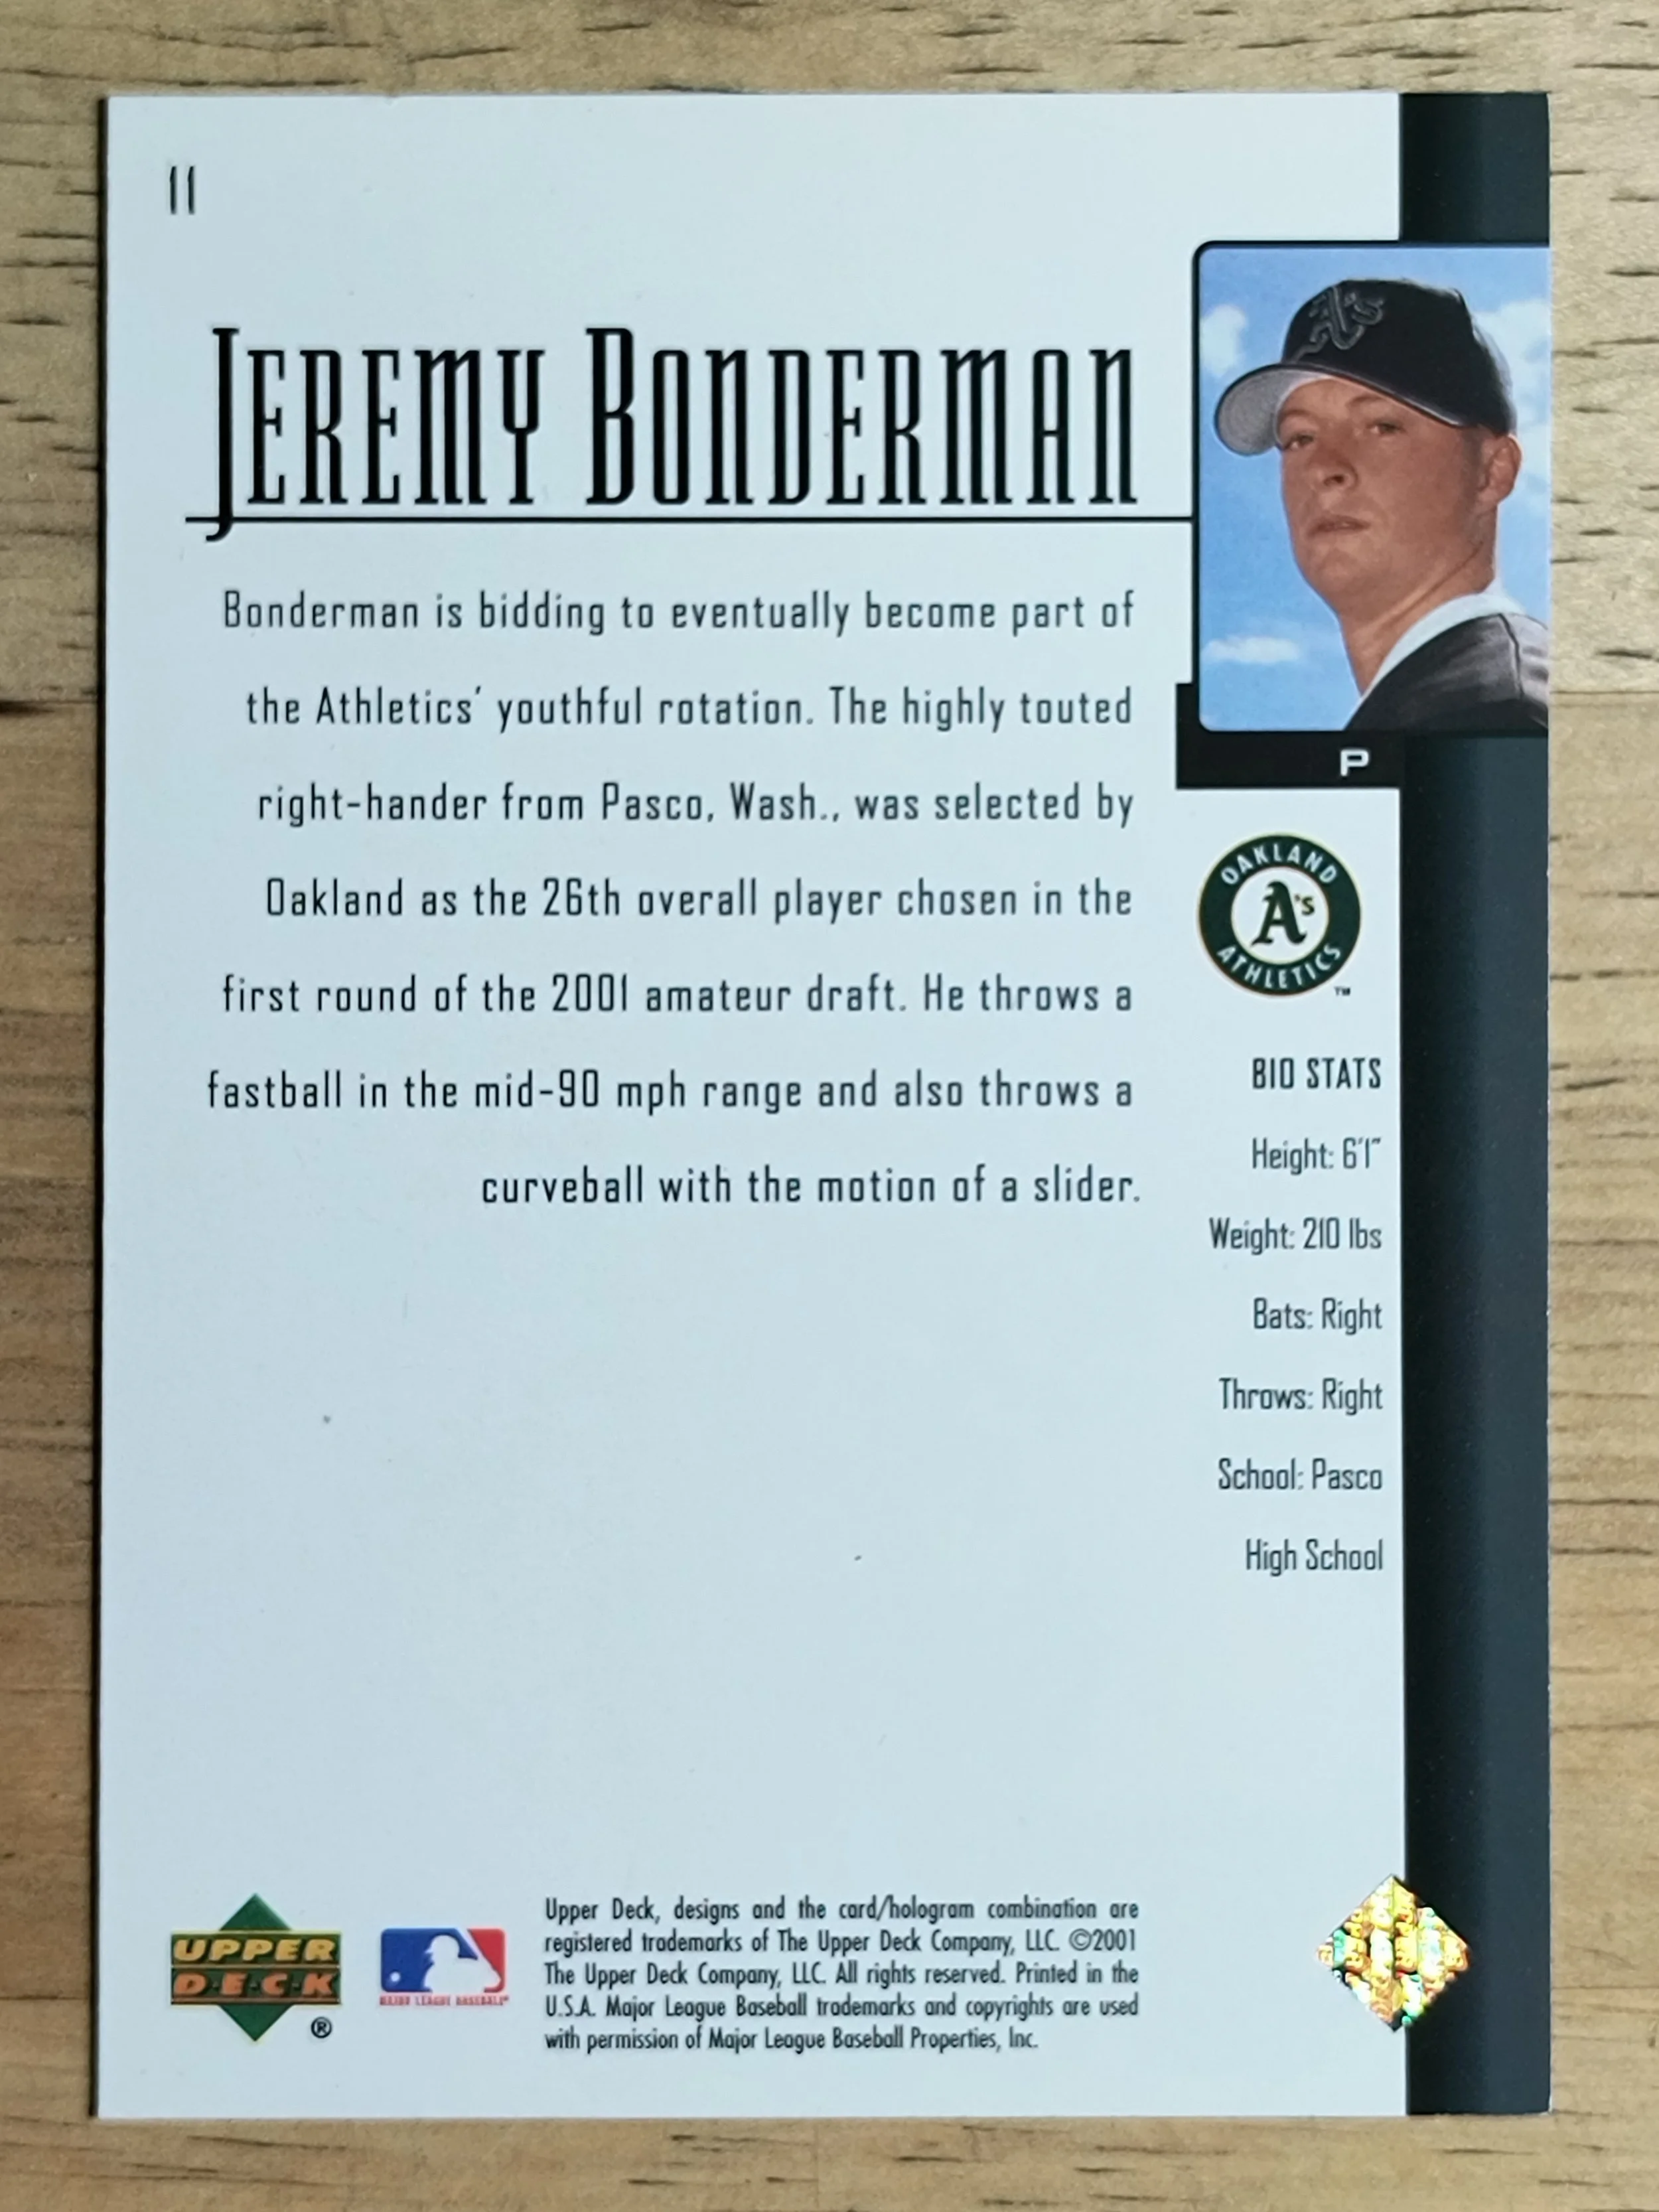 11
JEREMY BONDERMAN
Bonderman is bidding to eventually become part of
the Athletics' youthful rotation. The highly touted
right-hander from Pasco, Wash., was selected by
Oakland as the 26th overall player chosen in the
first round of the 2001 amateur draft. He throws a
fastball in the mid-90 mph range and also throws a
curveball with the motion of a slider.
A's
P
OAKLAND
A's
ATHLETICS
TM
BIO STATS
Height: 6'1"
Weight: 210 lbs
Bats: Right
Throws: Right
School: Pasco
High School
UPPER
D·E·C·K
®
MAJOR LEAGUE BASEBALL®
Upper Deck, designs and the card/hologram combination are
registered trademarks of The Upper Deck Company, LLC. ©2001
The Upper Deck Company, LLC. All rights reserved. Printed in the
U.S.A. Major League Baseball trademarks and copyrights are used
with permission of Major League Baseball Properties, Inc.